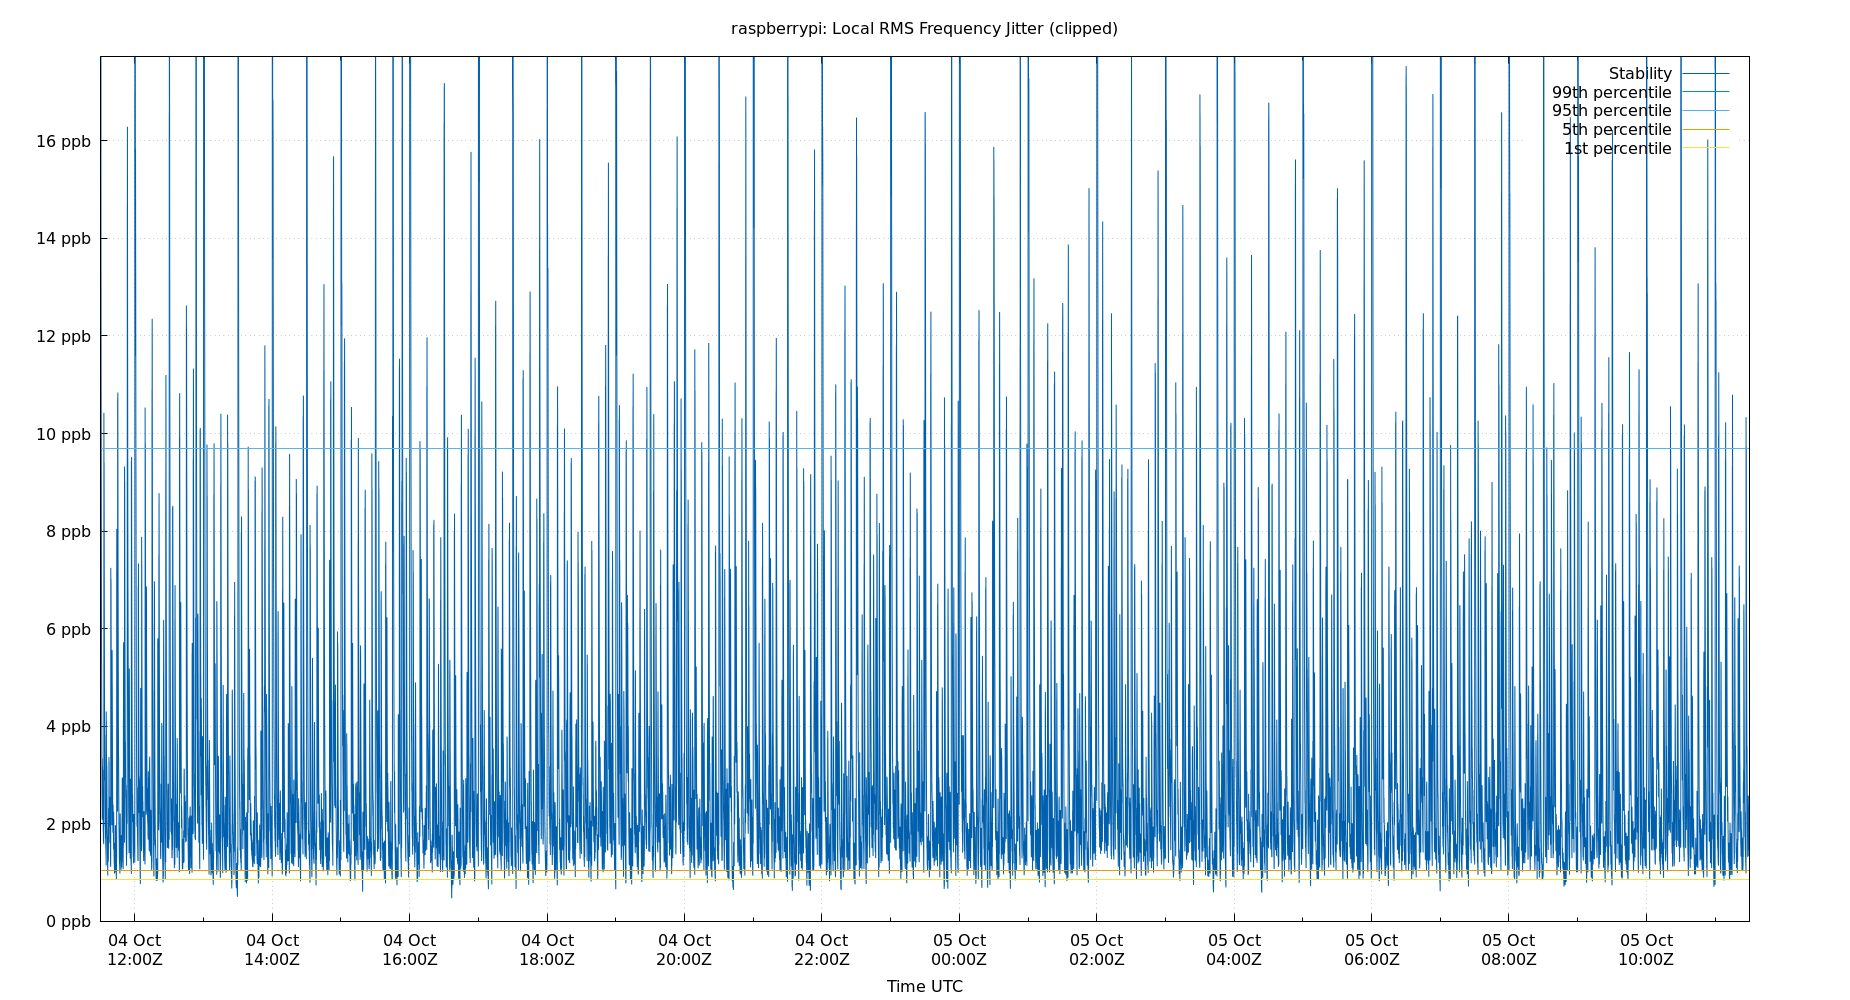 raspberrypi: Local RMS Frequency Jitter (clipped)
Stability
99th percentile
95th percentile
5th percentile
1st percentile
16 ppb
14 ppb
12 ppb
10 ppb
8 ppb
6 ppb
4 ppb
2 ppb
0 ppb
04 Oct 04 Oct 04 Oct 04 Oct 04 Oct 04 Oct 05 Oct 05 Oct 05 Oct 05 Oct 05 Oct 05 Oct
12:00Z 14:00Z 16:00Z 18:00Z 20:00Z 22:00Z 00:00Z 02:00Z 04:00Z 06:00Z 08:00Z 10:00Z
Time UTC